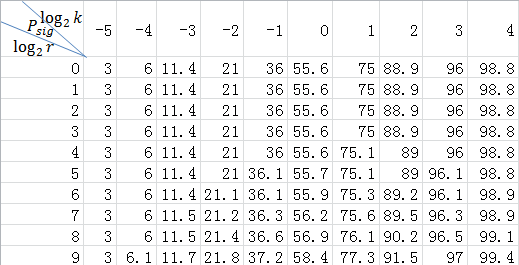 P_sig log₂ k -5 -4 -3 -2 -1 0 1 2 3 4
log₂ r
0 3 6 11.4 21 36 55.6 75 88.9 96 98.8
1 3 6 11.4 21 36 55.6 75 88.9 96 98.8
2 3 6 11.4 21 36 55.6 75 88.9 96 98.8
3 3 6 11.4 21 36 55.6 75 88.9 96 98.8
4 3 6 11.4 21 36 55.6 75.1 89 96 98.8
5 3 6 11.4 21 36.1 55.7 75.1 89 96.1 98.8
6 3 6 11.4 21.1 36.1 55.9 75.3 89.2 96.1 98.9
7 3 6 11.5 21.2 36.3 56.2 75.6 89.5 96.3 98.9
8 3 6 11.5 21.4 36.6 56.9 76.1 90.2 96.5 99.1
9 3 6.1 11.7 21.8 37.2 58.4 77.3 91.5 97 99.4